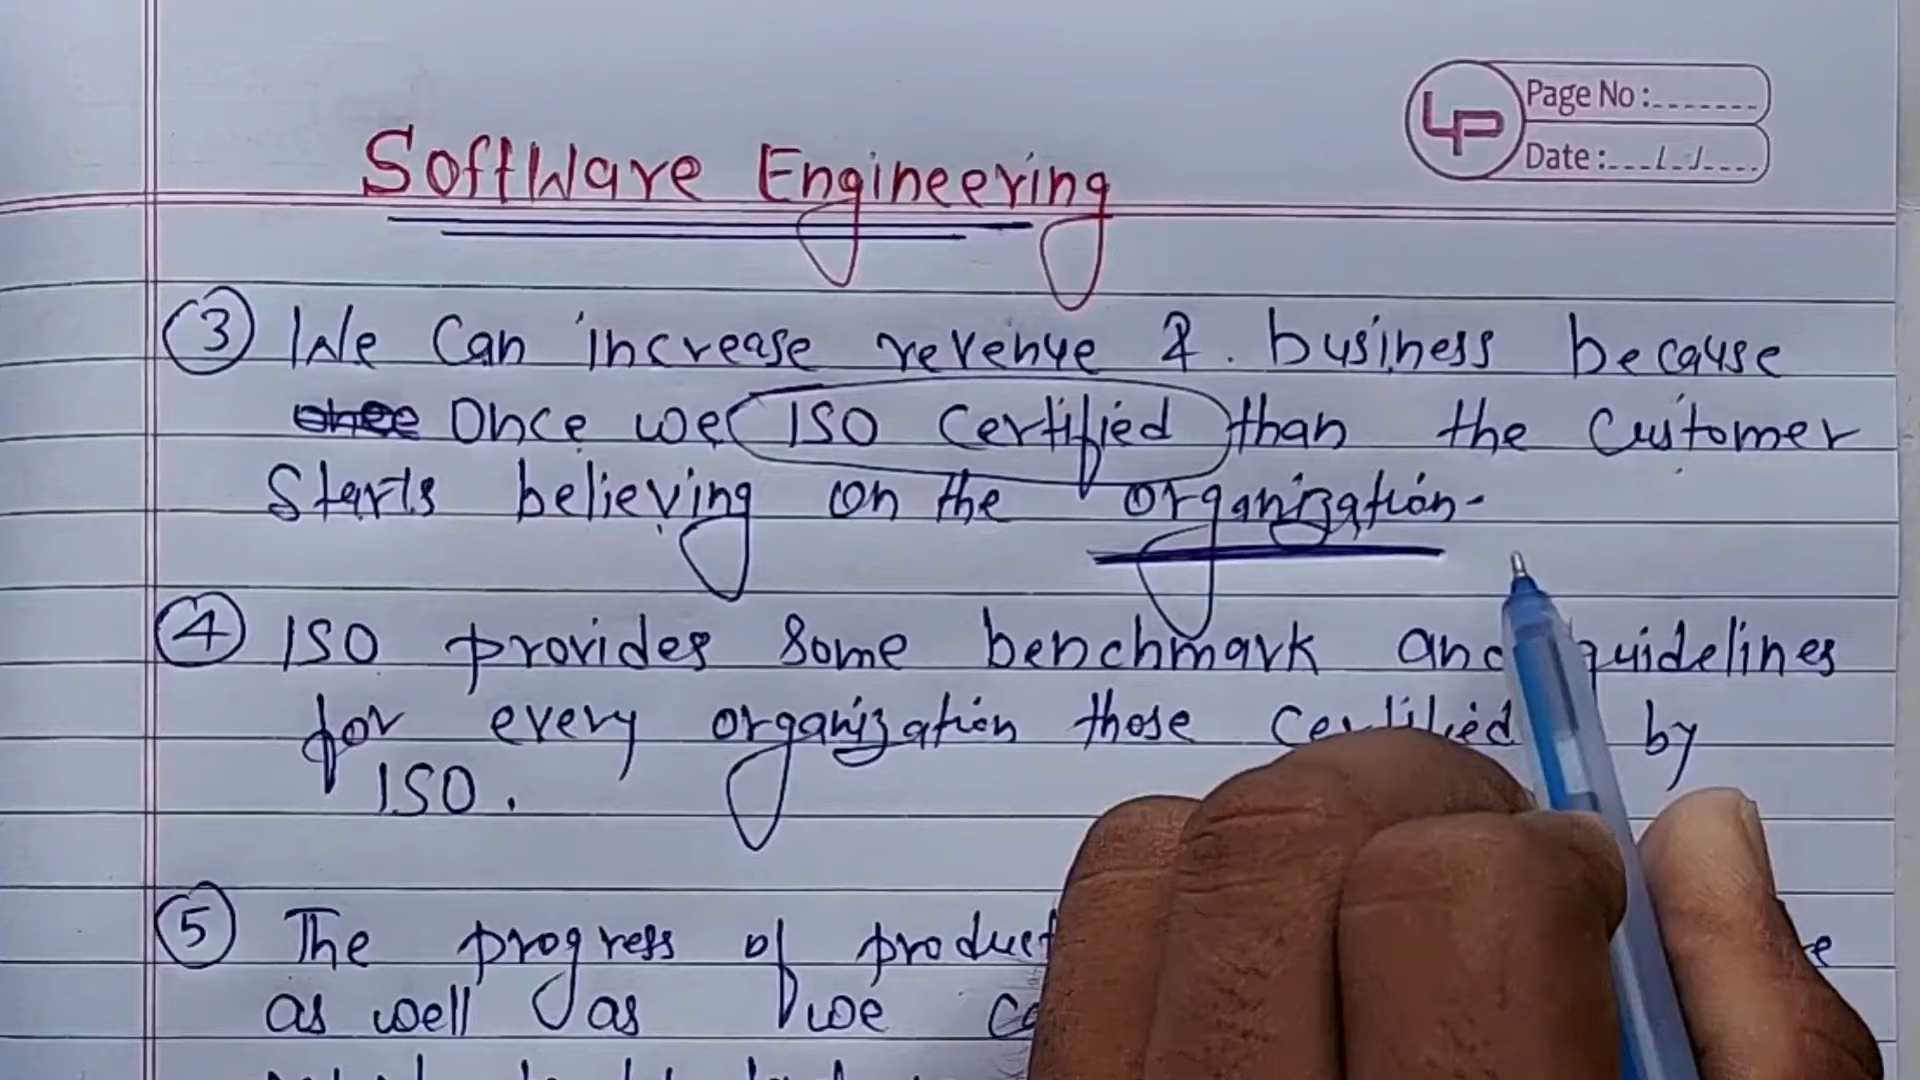 LP
Page No :
Date :
Software Engineering
③ We Can increase revenue & . business because
Once we ISO Certified than the Customer
Starts believing on the organization.
④ ISO provides Some benchmark and guidelines
for every organization those Certified by
ISO.
⑤ The progress of product
as well as we